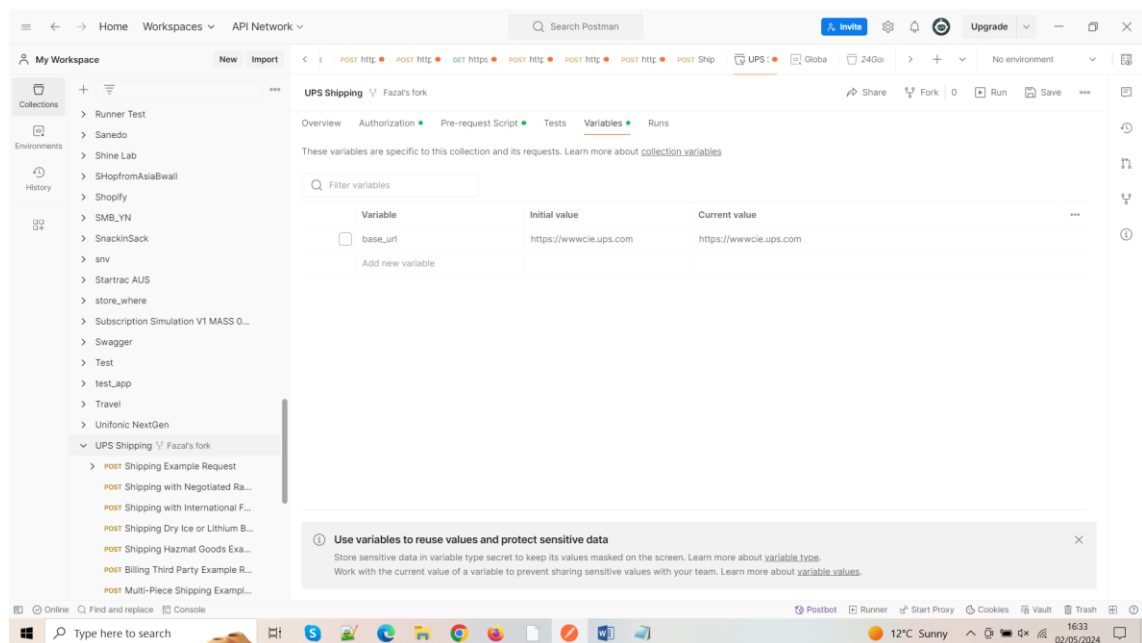 Home Workspaces API Network Search Postman Invite Upgrade
My Workspace New Import POST http POST http GET https POST http POST http POST http POST Ship UPS : Globa 24Goi No environment
Collections
Environments
History
Runner Test
Sanedo
Shine Lab
SHopfromAsiaBwall
Shopify
SMB_YN
SnackinSack
snv
Startrac AUS
store_where
Subscription Simulation V1 MASS 0...
Swagger
Test
test_app
Travel
Unifonic NextGen
UPS Shipping Fazal's fork
POST Shipping Example Request
POST Shipping with Negotiated Ra...
POST Shipping with International F...
POST Shipping Dry Ice or Lithium B...
POST Shipping Hazmat Goods Exa...
POST Billing Third Party Example R...
POST Multi-Piece Shipping Exampl...
UPS Shipping Fazal's fork Share Fork 0 Run Save
Overview Authorization Pre-request Script Tests Variables Runs
These variables are specific to this collection and its requests. Learn more about collection variables
Filter variables
Variable Initial value Current value
base_url https://wwwcie.ups.com https://wwwcie.ups.com
Add new variable
Use variables to reuse values and protect sensitive data
Store sensitive data in variable type secret to keep its values masked on the screen. Learn more about variable type.
Work with the current value of a variable to prevent sharing sensitive values with your team. Learn more about variable values.
Online Find and replace Console Postbot Runner Start Proxy Cookies Vault Trash
Type here to search 12°C Sunny 16:33
02/05/2024